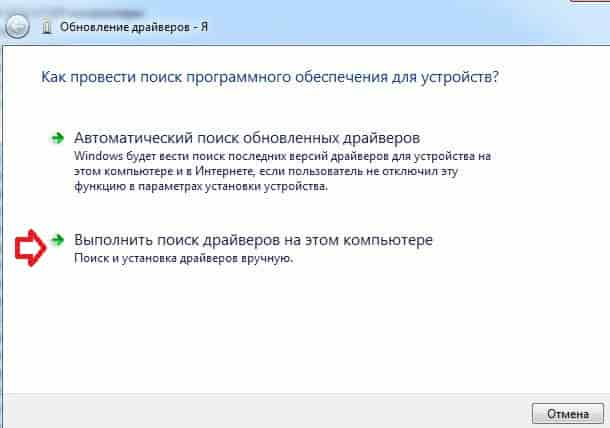 Обновление драйверов - Я
Как провести поиск программного обеспечения для устройств?
Автоматический поиск обновленных драйверов
Windows будет вести поиск последних версий драйверов для устройства на
этом компьютере и в Интернете, если пользователь не отключил эту
функцию в параметрах установки устройства.
Выполнить поиск драйверов на этом компьютере
Поиск и установка драйверов вручную.
Отмена